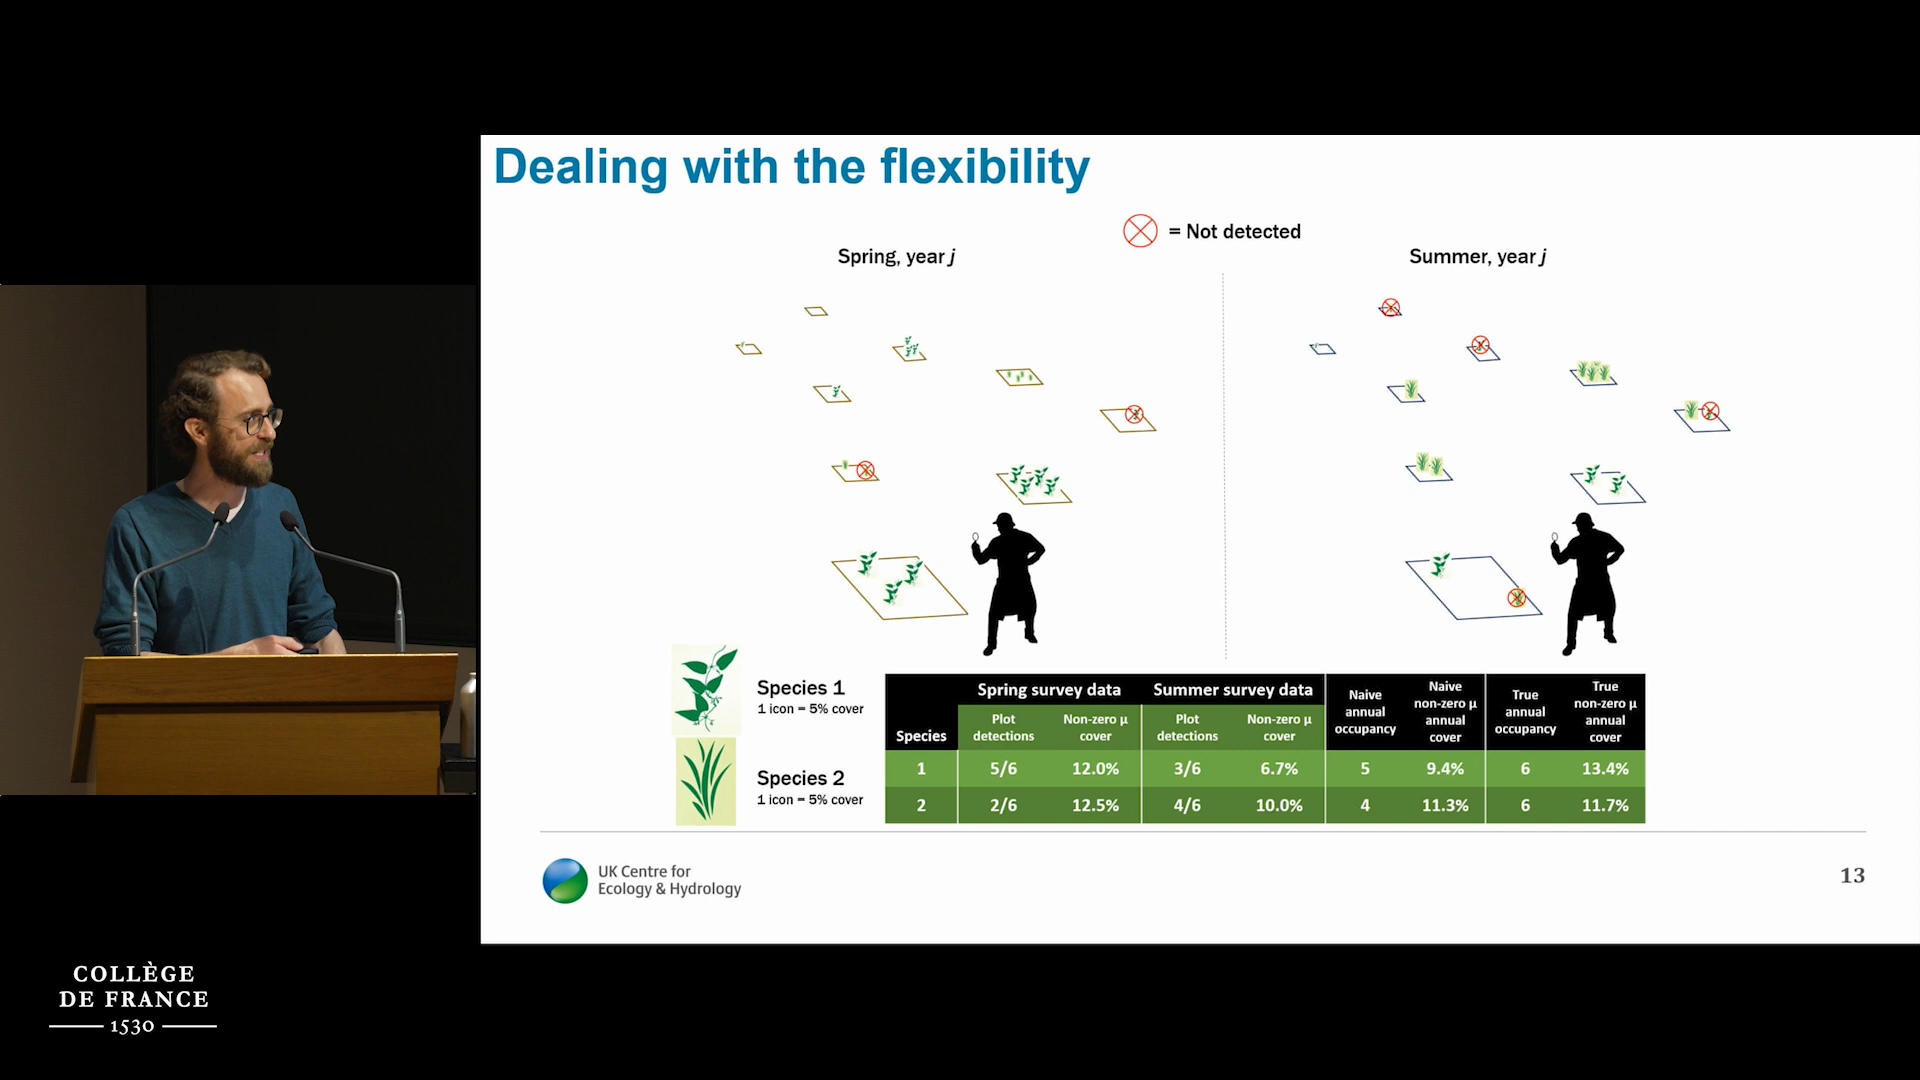 Dealing with the flexibility
= Not detected
Spring, year j
Summer, year j
Species 1
1 icon = 5% cover
Species 2
1 icon = 5% cover
Spring survey data
Summer survey data
Species
Plot
detections
Non-zero μ
cover
Plot
detections
Non-zero μ
cover
Naive
annual
occupancy
Naive
non-zero μ
annual
cover
True
annual
occupancy
True
non-zero μ
annual
cover
1 5/6 12.0% 3/6 6.7% 5 9.4% 6 13.4%
2 2/6 12.5% 4/6 10.0% 4 11.3% 6 11.7%
UK Centre for
Ecology & Hydrology
13
COLLÈGE
DE FRANCE
1530